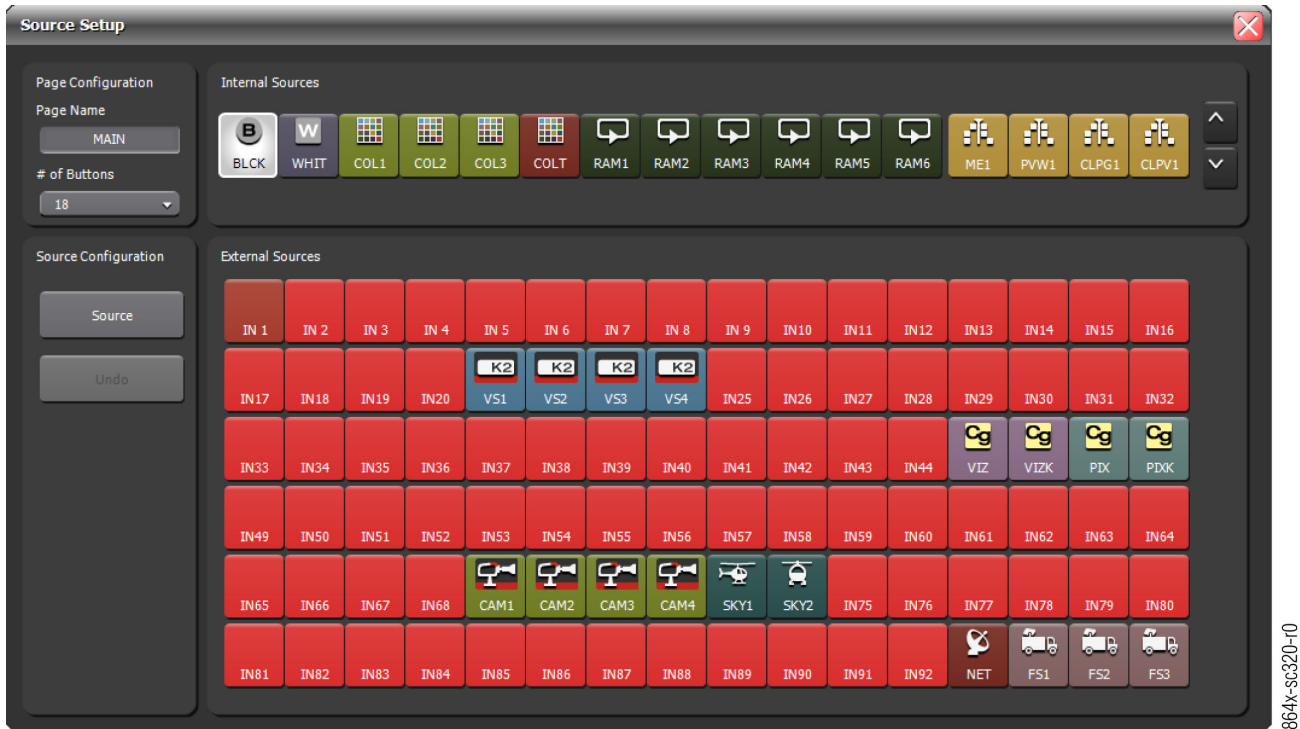 Source Setup
Page Configuration
Page Name
MAIN
# of Buttons
18
Internal Sources
B W
BLCK WHIT COL1 COL2 COL3 COLT RAM1 RAM2 RAM3 RAM4 RAM5 RAM6 ME1 PVW1 CLPG1 CLPV1
Source Configuration
Source
Undo
External Sources
IN 1 IN 2 IN 3 IN 4 IN 5 IN 6 IN 7 IN 8 IN 9 IN10 IN11 IN12 IN13 IN14 IN15 IN16
K2 K2 K2 K2
IN17 IN18 IN19 IN20 VS1 VS2 VS3 VS4 IN25 IN26 IN27 IN28 IN29 IN30 IN31 IN32
Cg Cg Cg Cg
IN33 IN34 IN35 IN36 IN37 IN38 IN39 IN40 IN41 IN42 IN43 IN44 VIZ VIZK PIX PIXK
IN49 IN50 IN51 IN52 IN53 IN54 IN55 IN56 IN57 IN58 IN59 IN60 IN61 IN62 IN63 IN64
IN65 IN66 IN67 IN68 CAM1 CAM2 CAM3 CAM4 SKY1 SKY2 IN75 IN76 IN77 IN78 IN79 IN80
IN81 IN82 IN83 IN84 IN85 IN86 IN87 IN88 IN89 IN90 IN91 IN92 NET FS1 FS2 FS3
864x-sc320-r0